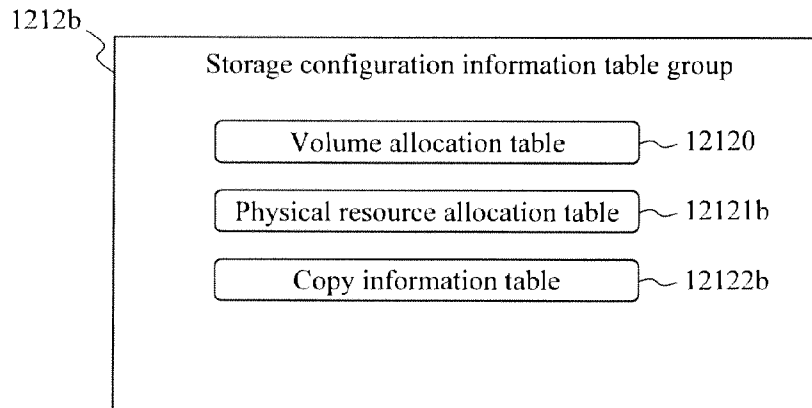 1212b
Storage configuration information table group
Volume allocation table 12120
Physical resource allocation table 12121b
Copy information table 12122b